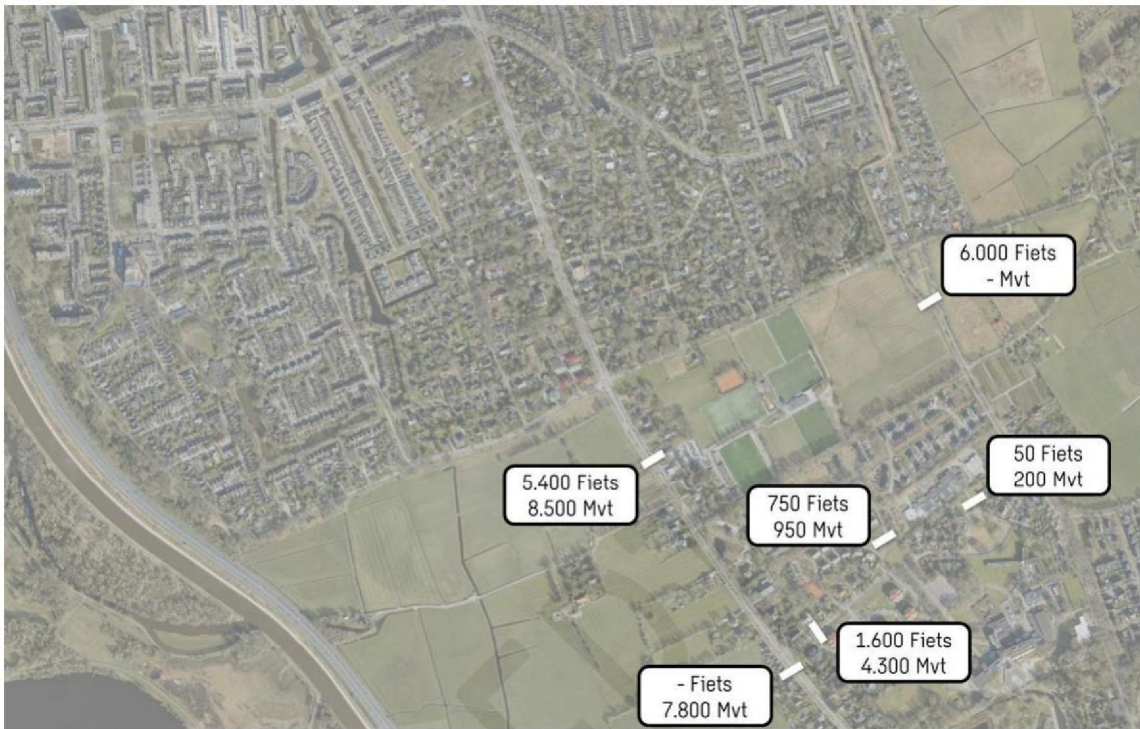 6.000 Fiets
- Mvt
5.400 Fiets
8.500 Mvt
50 Fiets
200 Mvt
750 Fiets
950 Mvt
1.600 Fiets
4.300 Mvt
- Fiets
7.800 Mvt